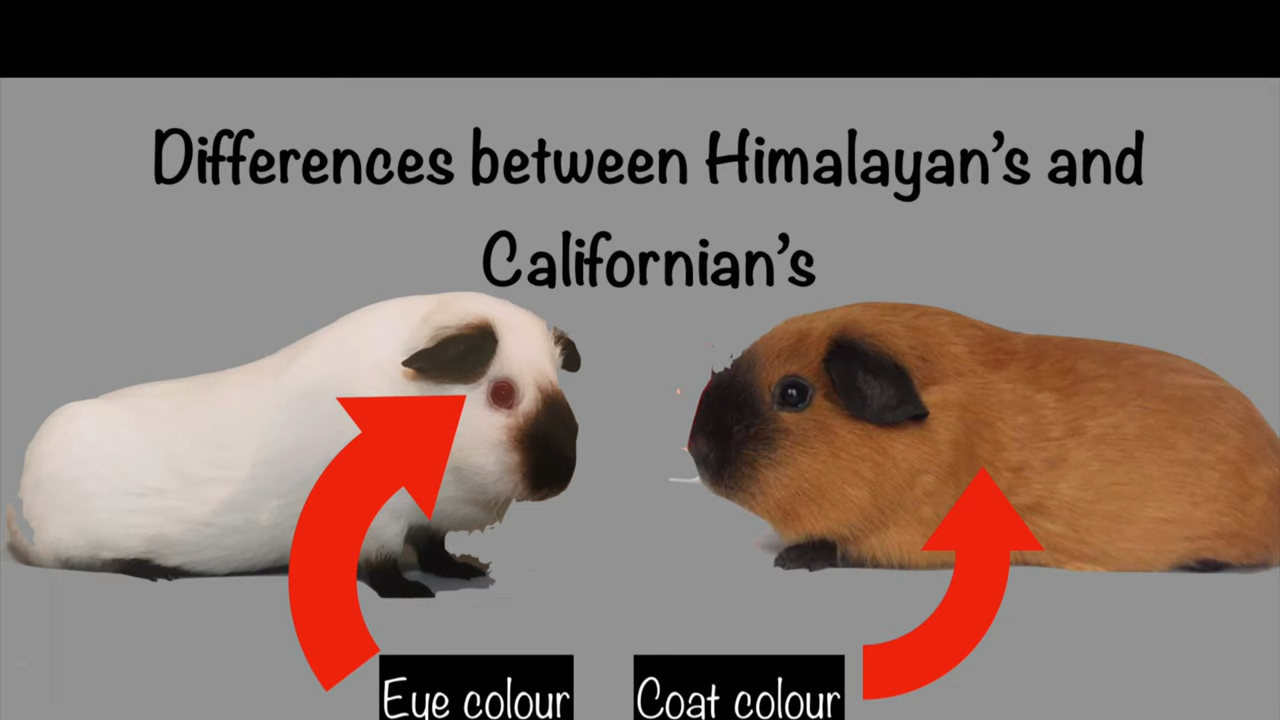 Differences between Himalayan's and
Californian's
Eye colour
Coat colour